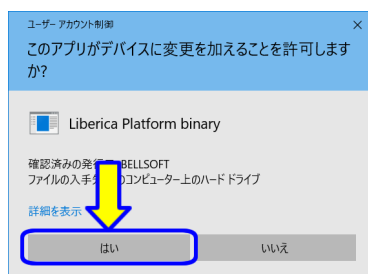 ユーザー アカウント制御
このアプリがデバイスに変更を加えることを許可します
か?
Liberica Platform binary
確認済みの発行 BELLSOFT
ファイルの入手 コンピューター上のハード ドライブ
詳細を表示
はい
いいえ